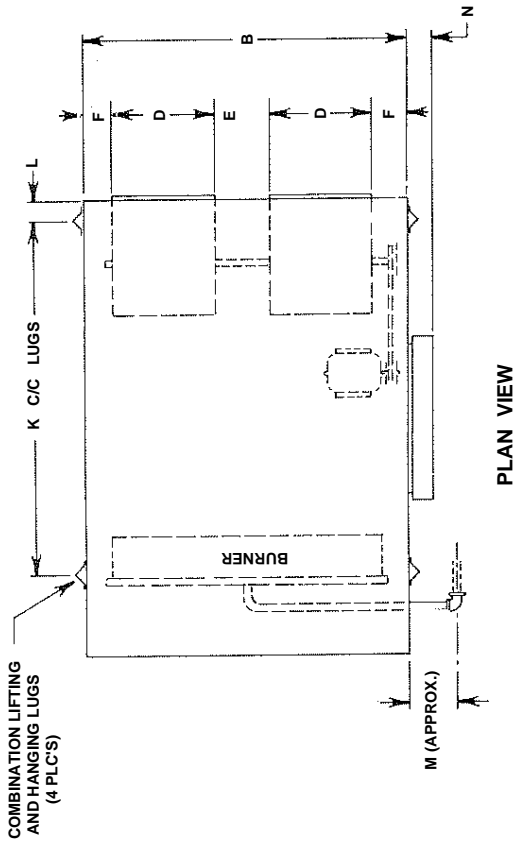 COMBINATION LIFTING
AND HANGING LUGS
(4 PLC'S)
K C/C LUGS
L
F
D
E
D
F
B
N
BURNER
M (APPROX.)
PLAN VIEW